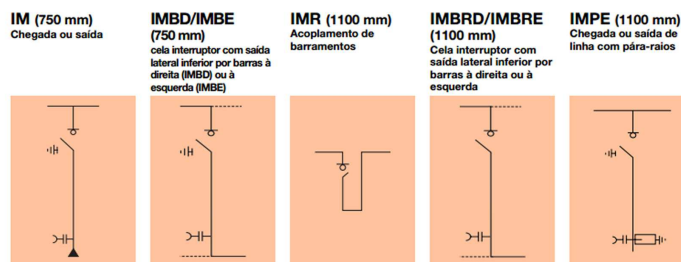 IM (750 mm)
Chegada ou saída
IMBD/IMBE
(750 mm)
cela interruptor com saída
lateral inferior por barras à
direita (IMBD) ou à
esquerda (IMBE)
IMR (1100 mm)
Acoplamento de
barramentos
IMBRD/IMBRE
(1100 mm)
Cela interruptor com
saída lateral inferior por
barras à direita ou à
esquerda
IMPE (1100 mm)
Chegada ou saída de
linha com pára-raios